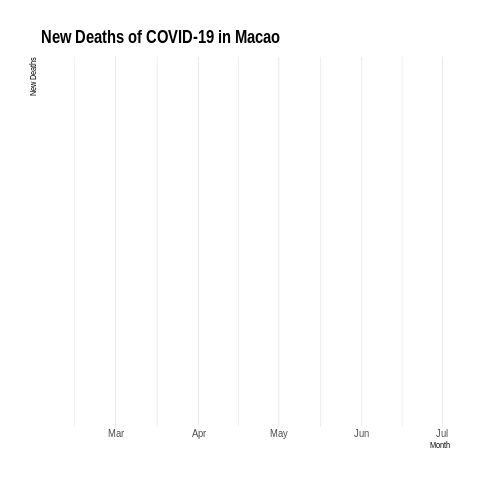 New Deaths of COVID-19 in Macao
New Deaths
Mar Apr May Jun Jul
Month